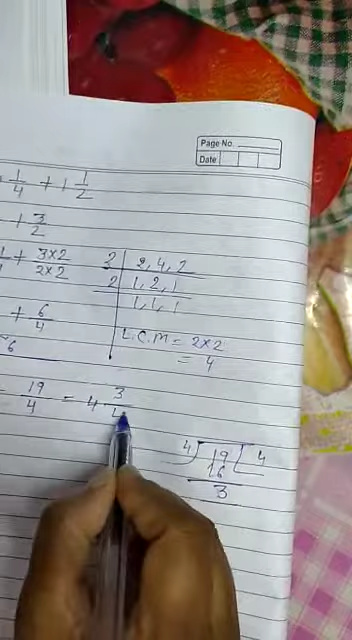 Page No.
Date
1/4 + 1 1/2
+ 3/2
+ 3×2/2×2
2 | 2, 4, 2
2 | 1, 2, 1
1, 1, 1
+ 6/4
L.C.M = 2×2
= 4
6
= 19/4 = 4 3/4
4 ) 19 ( 4
16
3